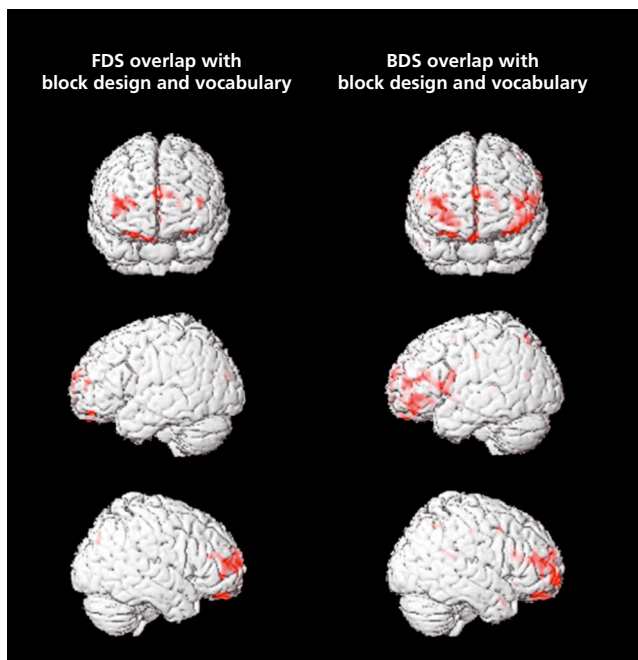 FDS overlap with
block design and vocabulary
BDS overlap with
block design and vocabulary